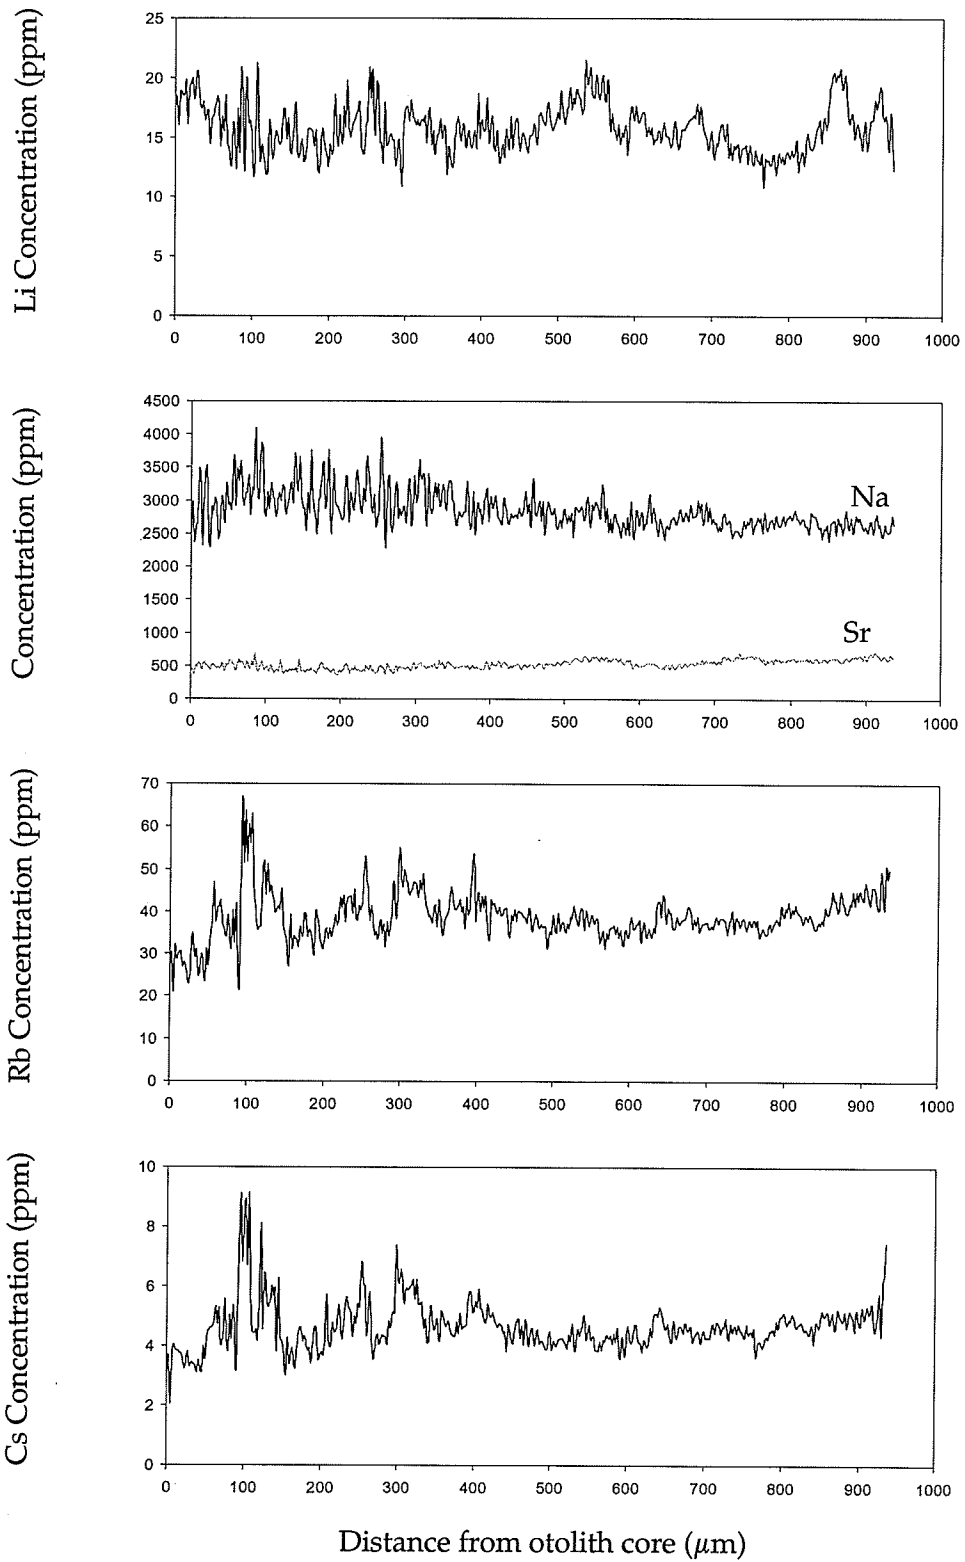 Li Concentration (ppm)
25
20
15
10
5
0
0 100 200 300 400 500 600 700 800 900 1000
Concentration (ppm)
4500
4000
3500
3000
2500
2000
1500
1000
500
0
Na
Sr
0 100 200 300 400 500 600 700 800 900 1000
Rb Concentration (ppm)
70
60
50
40
30
20
10
0
0 100 200 300 400 500 600 700 800 900 1000
Cs Concentration (ppm)
10
8
6
4
2
0
0 100 200 300 400 500 600 700 800 900 1000
Distance from otolith core (μm)